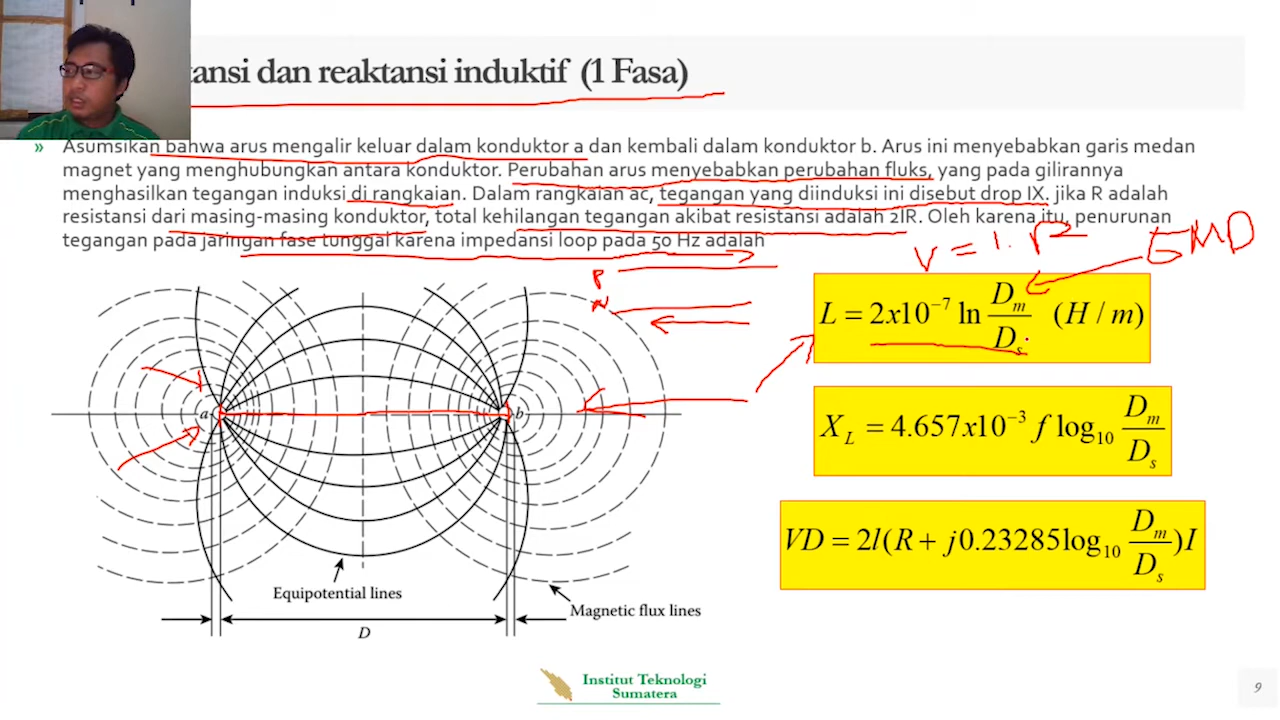 tansi dan reaktansi induktif (1 Fasa)
» Asumsikan bahwa arus mengalir keluar dalam konduktor a dan kembali dalam konduktor b. Arus ini menyebabkan garis medan
magnet yang menghubungkan antara konduktor. Perubahan arus menyebabkan perubahan fluks, yang pada gilirannya
menghasilkan tegangan induksi di rangkaian. Dalam rangkaian ac, tegangan yang diinduksi ini disebut drop IX. jika R adalah
resistansi dari masing-masing konduktor, total kehilangan tegangan akibat resistansi adalah 2IR. Oleh karena itu, penurunan
tegangan pada jaringan fase tunggal karena impedansi loop pada 50 Hz adalah
GMD
P
N
L = 2x10⁻⁷ ln Dₘ/Dₛ (H / m)
a
b
X_L = 4.657x10⁻³ f log₁₀ Dₘ/Dₛ
VD = 2l(R + j0.23285log₁₀ Dₘ/Dₛ)I
Equipotential lines
Magnetic flux lines
D
Institut Teknologi
Sumatera
9